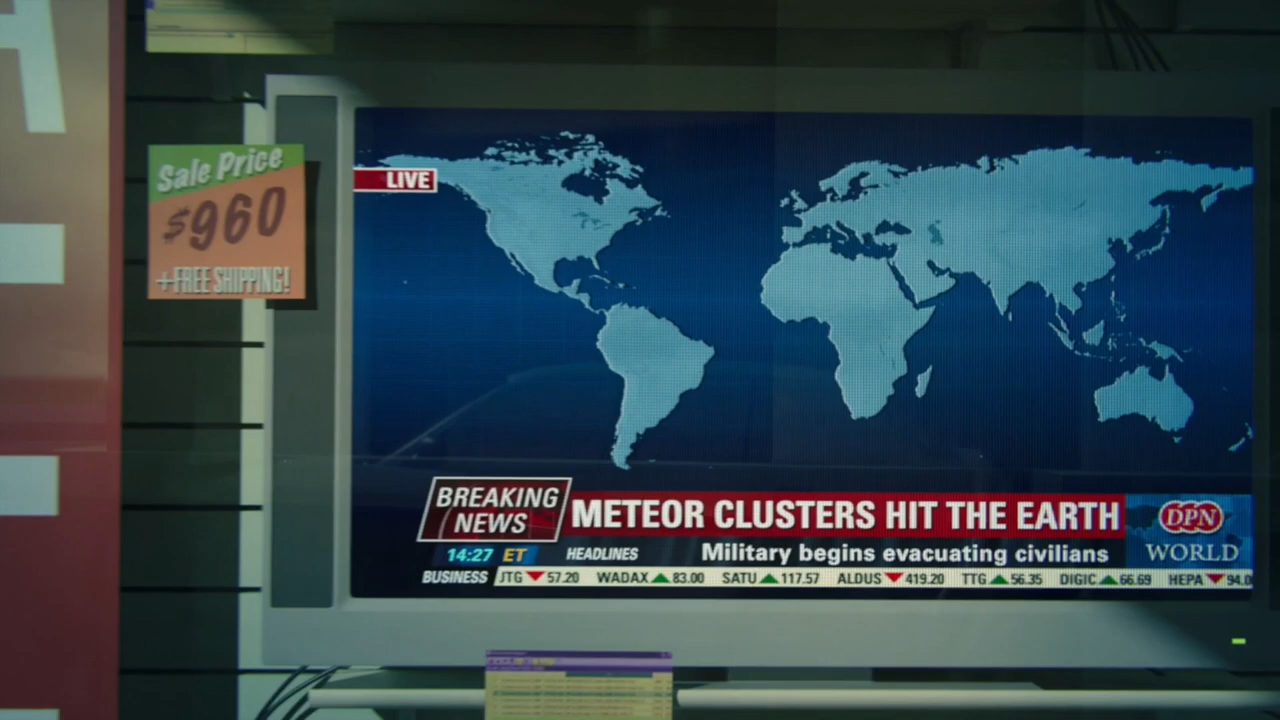 Sale Price
$960
+FREE SHIPPING!
LIVE
BREAKING
NEWS
METEOR CLUSTERS HIT THE EARTH
DPN
WORLD
14:27 ET
HEADLINES
Military begins evacuating civilians
BUSINESS
JTG 57.20 WADAX 83.00 SATU 117.57 ALDUS 419.20 TTG 56.35 DIGIC 66.69 HEPA 94.0